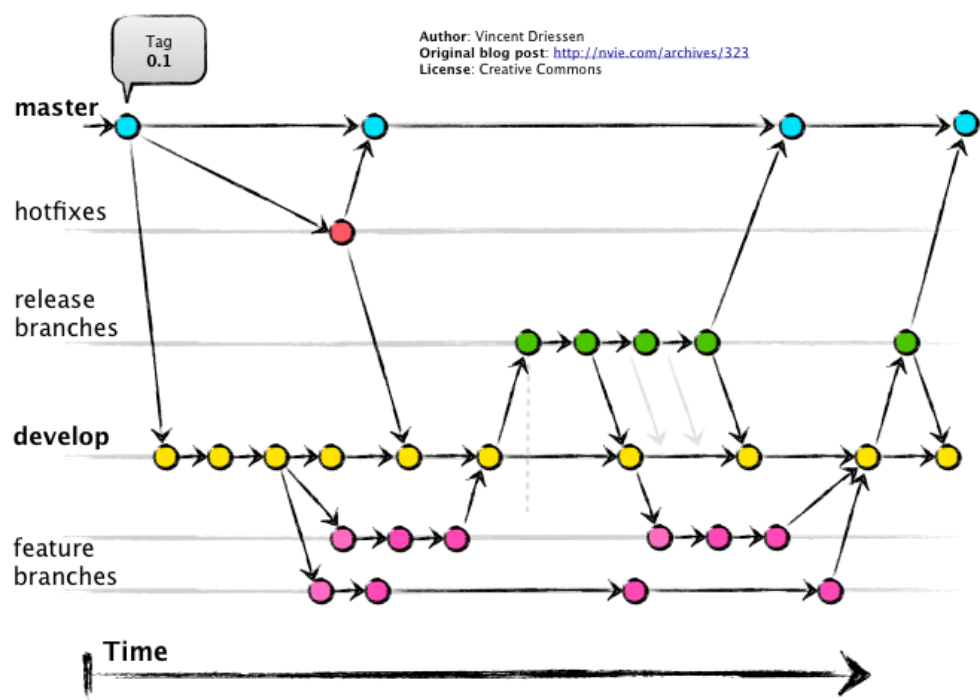 Tag
0.1
Author: Vincent Driessen
Original blog post: http://nvie.com/archives/323
License: Creative Commons
master
hotfixes
release
branches
develop
feature
branches
Time